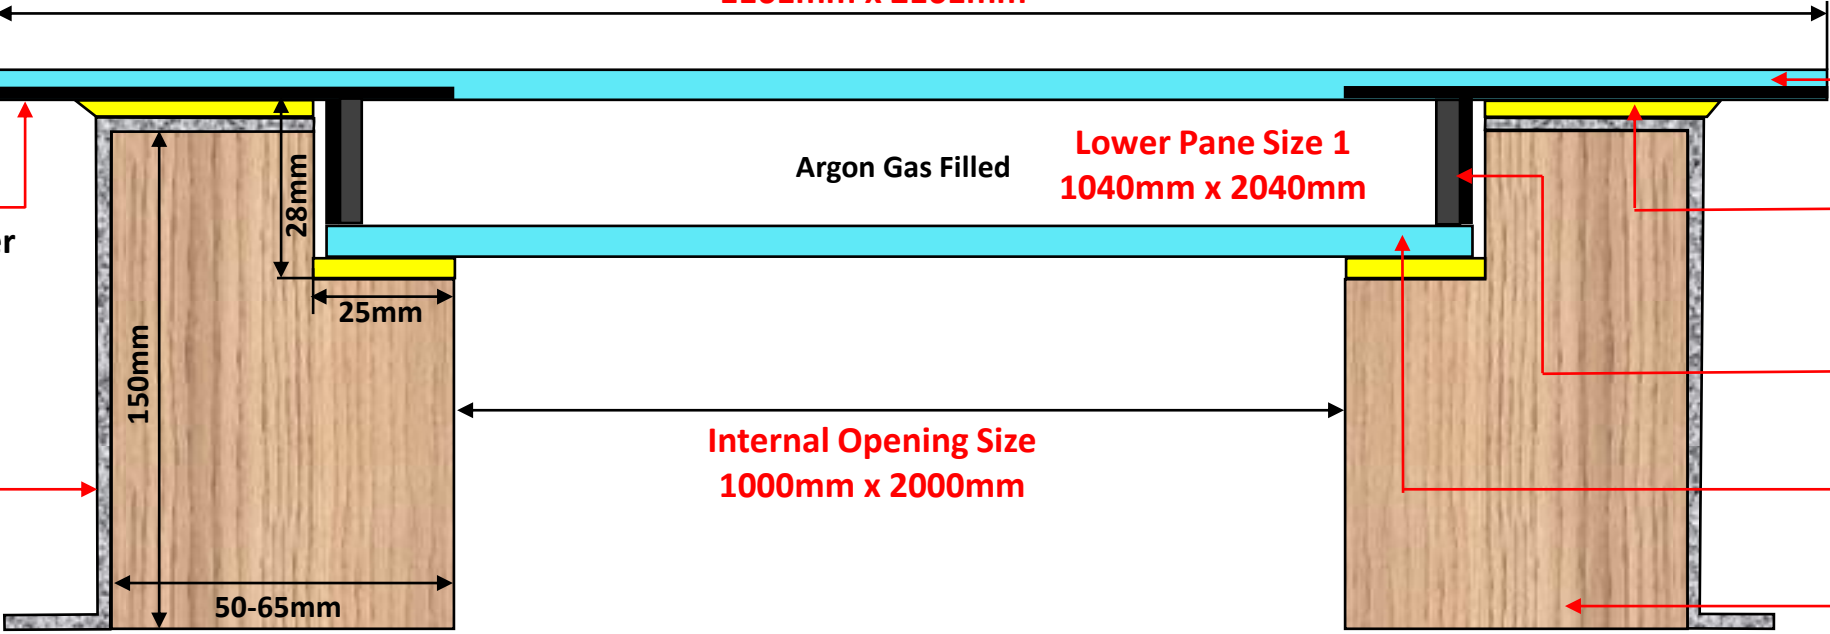 Lower Pane Size 1
1040mm x 2040mm
Argon Gas Filled
28mm
25mm
150mm
Internal Opening Size
1000mm x 2000mm
50-65mm